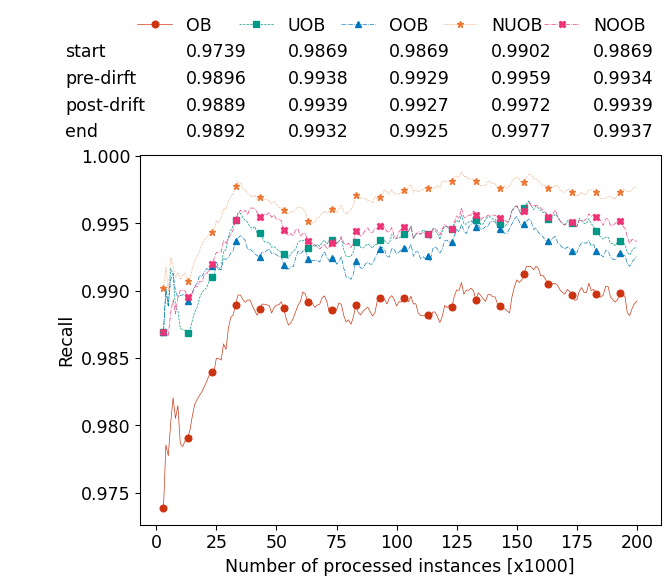 OB UOB OOB NUOB NOOB
start 0.9739 0.9869 0.9869 0.9902 0.9869
pre-dirft 0.9896 0.9938 0.9929 0.9959 0.9934
post-drift 0.9889 0.9939 0.9927 0.9972 0.9939
end 0.9892 0.9932 0.9925 0.9977 0.9937
1.000
0.995
0.990
0.985
0.980
0.975
Recall
0 25 50 75 100 125 150 175 200
Number of processed instances [x1000]